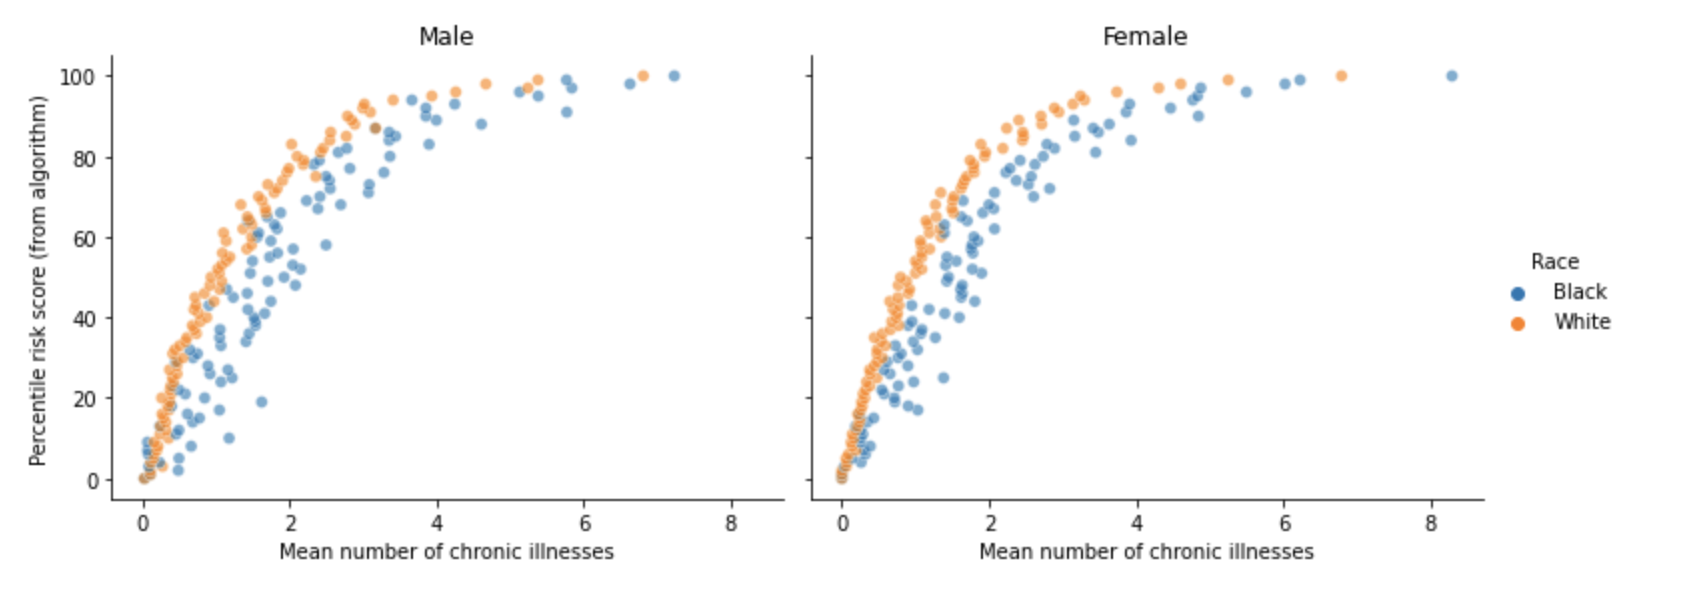 Male
Female
Percentile risk score (from algorithm)
100
80
60
40
20
0
0 2 4 6 8
Mean number of chronic illnesses
0 2 4 6 8
Mean number of chronic illnesses
Race
Black
White